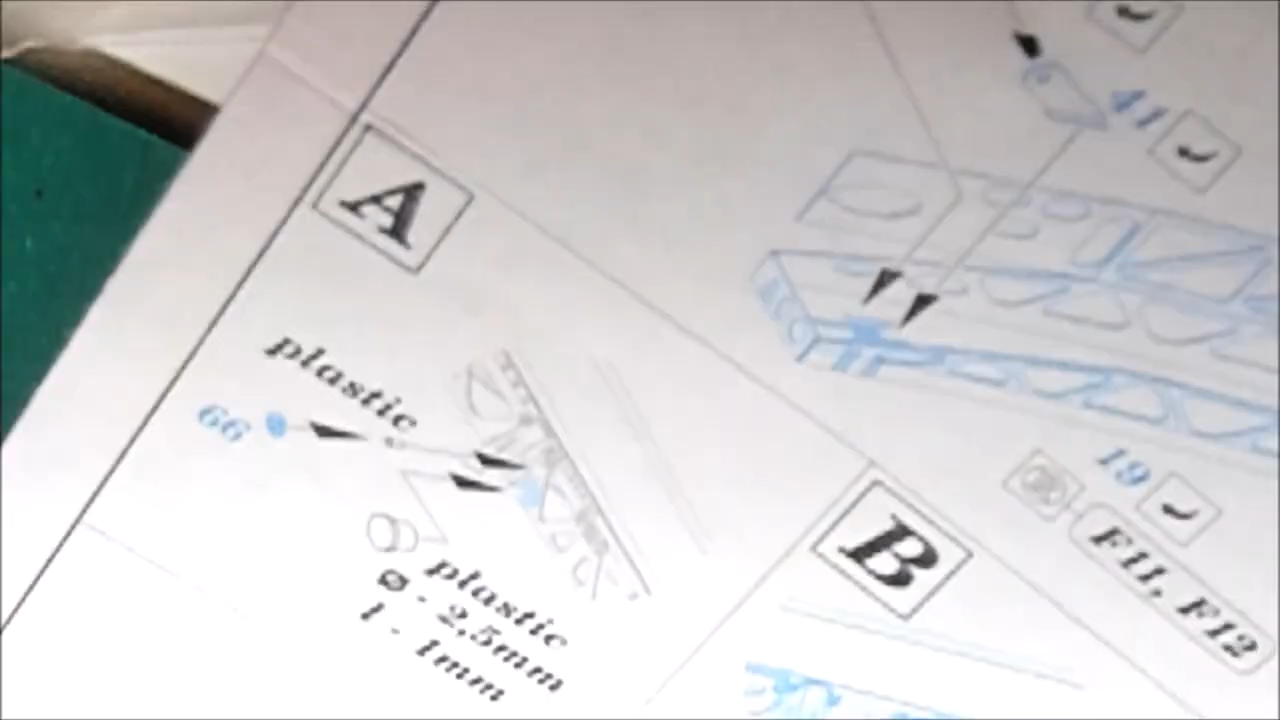 41
A
plastic
66
19
F11, F12
B
plastic
ø - 2,5mm
l - 1mm